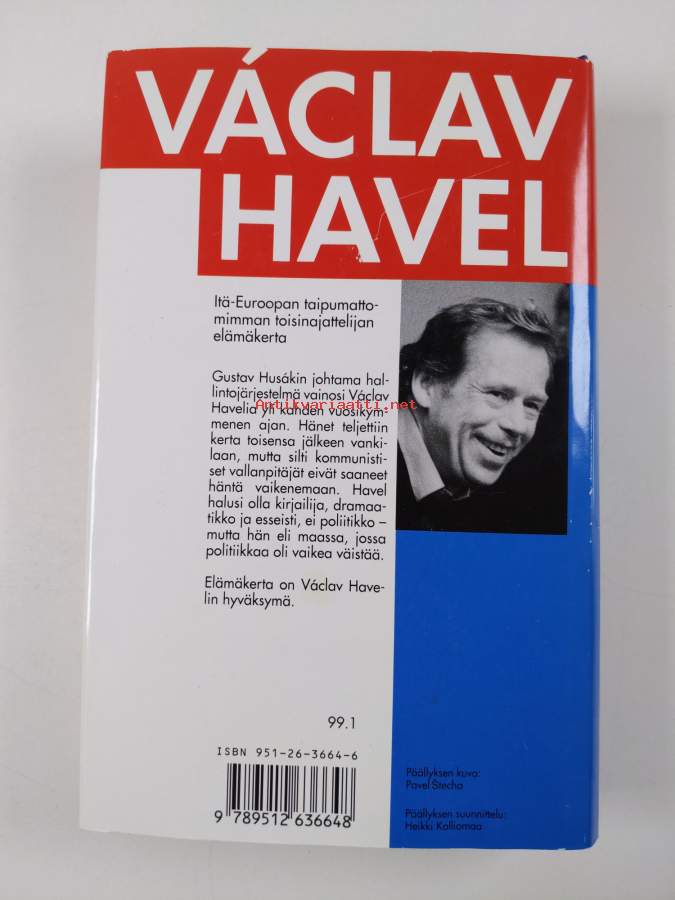 VÁCLAV
HAVEL
Itä-Euroopan taipumatto-
mimman toisinajattelijan
elämäkerta
Gustav Husákin johtama hal-
lintojärjestelmä vainosi Václav
Havelia yli kahden vuosikym-
menen ajan. Hänet teljettiin
kerta toisensa jälkeen vanki-
laan, mutta silti kommunisti-
set vallanpitäjät eivät saaneet
häntä vaikenemaan. Havel
halusi olla kirjailija, dramaa-
tikko ja esseisti, ei poliitikko –
mutta hän eli maassa, jossa
politiikkaa oli vaikea väistää.
Elämäkerta on Václav Have-
lin hyväksymä.
Antikvariaatti.net
99.1
ISBN 951-26-3664-6
9 789512 636648
Päällyksen kuva:
Pavel Štecha
Päällyksen suunnittelu:
Heikki Kalliomaa